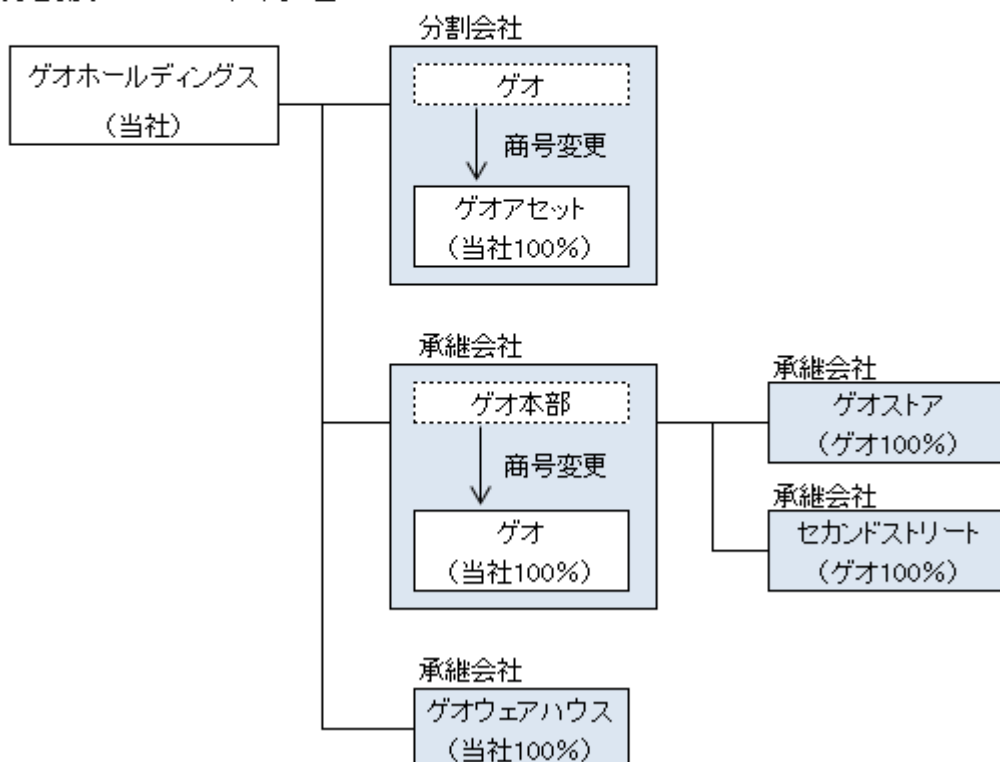 分割会社
ゲオホールディングス
（当社）
ゲオ
商号変更
ゲオアセット
（当社100％）
承継会社
ゲオ本部
商号変更
ゲオ
（当社100％）
承継会社
ゲオストア
（ゲオ100％）
承継会社
セカンドストリート
（ゲオ100％）
承継会社
ゲオウェアハウス
（当社100％）